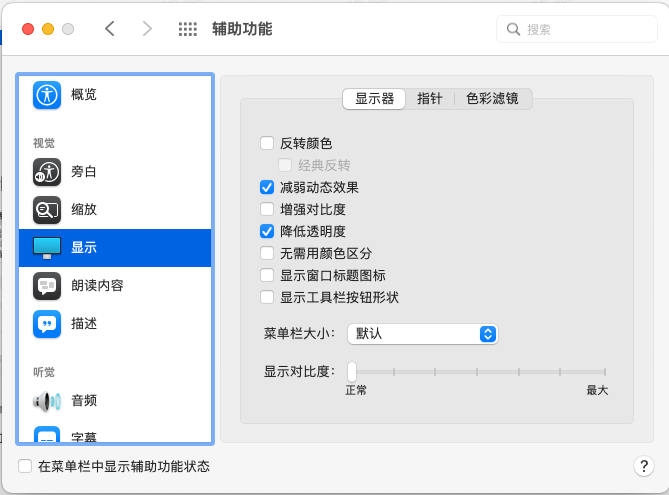 辅助功能
搜索
概览
视觉
旁白
缩放
显示
朗读内容
描述
听觉
音频
字幕
显示器 指针 色彩滤镜
反转颜色
经典反转
减弱动态效果
增强对比度
降低透明度
无需用颜色区分
显示窗口标题图标
显示工具栏按钮形状
菜单栏大小： 默认
显示对比度：
正常 最大
在菜单栏中显示辅助功能状态
?